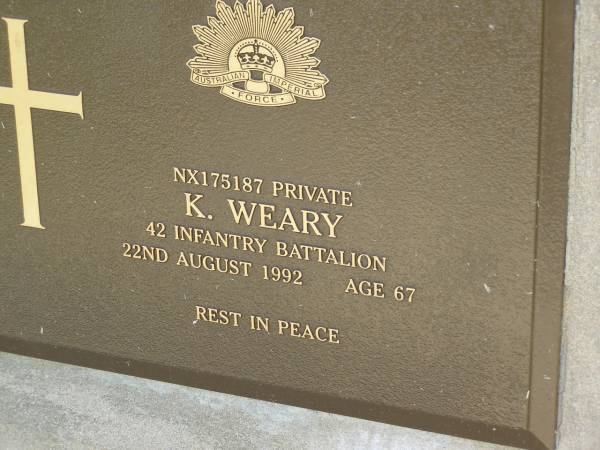 AUSTRALIAN IMPERIAL
FORCE
NX175187 PRIVATE
K. WEARY
42 INFANTRY BATTALION
22ND AUGUST 1992 AGE 67
REST IN PEACE